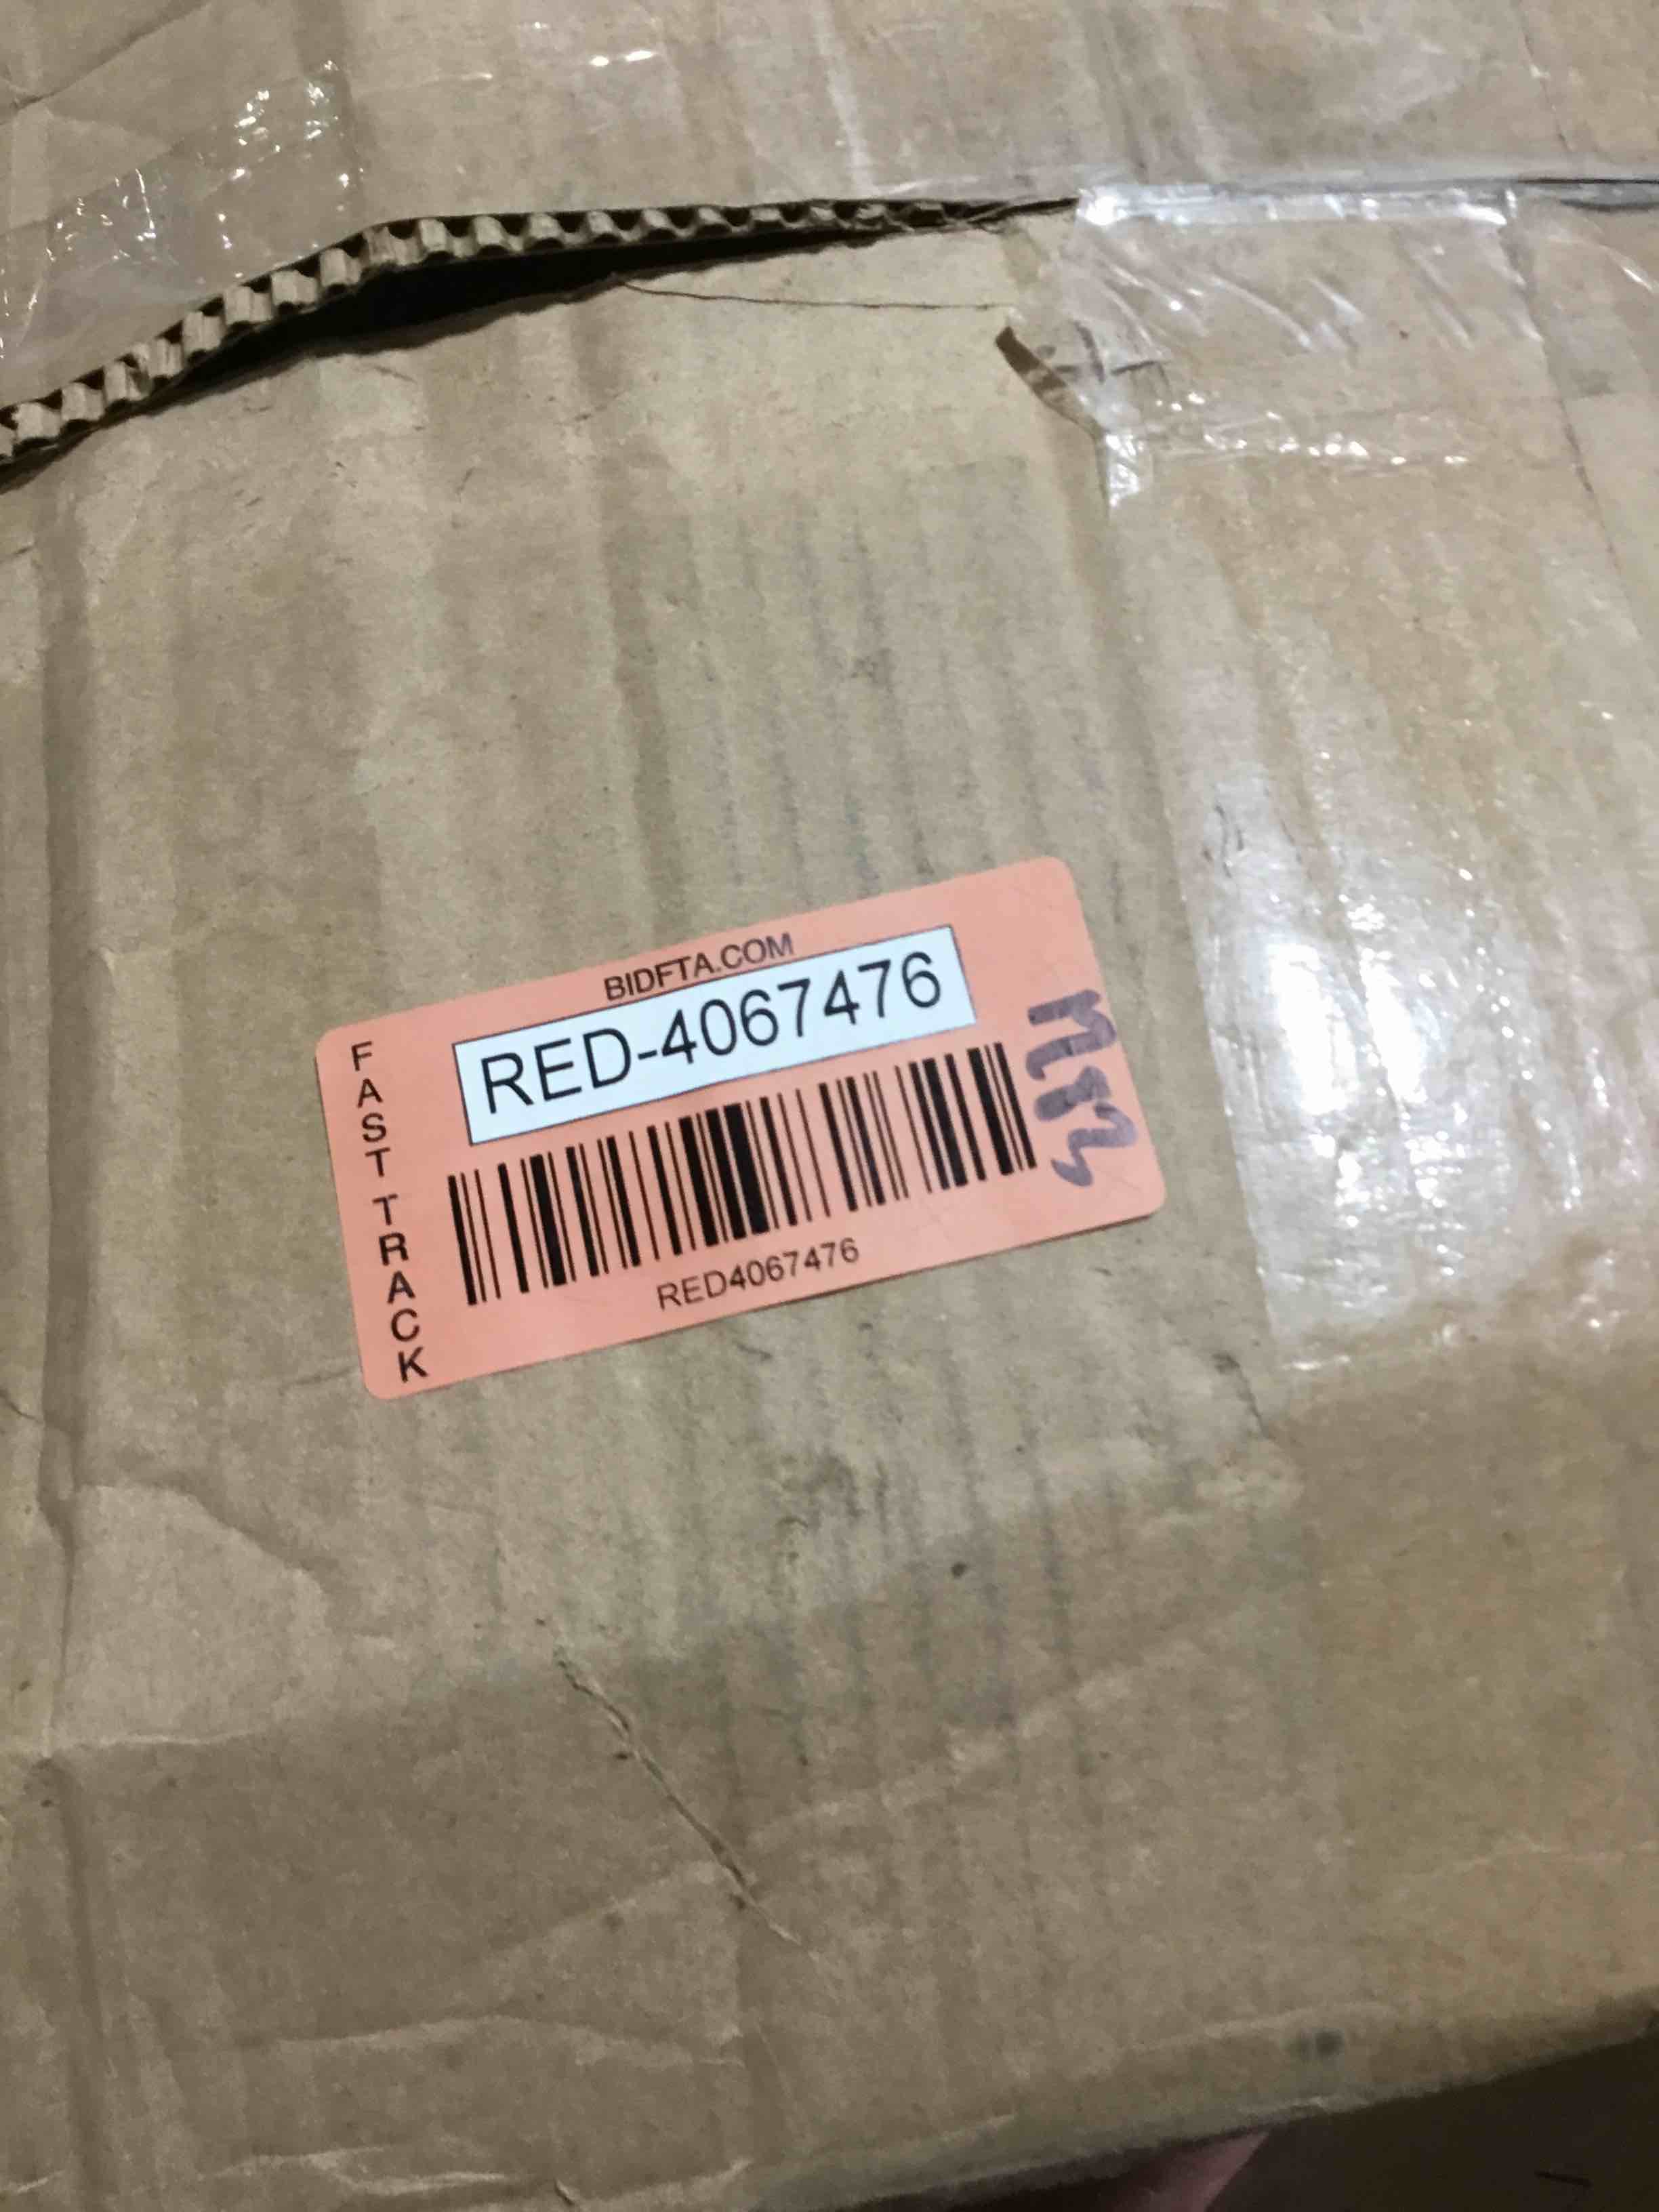 BIDFTA.COM
RED-4067476
FAST TRACK
RED4067476